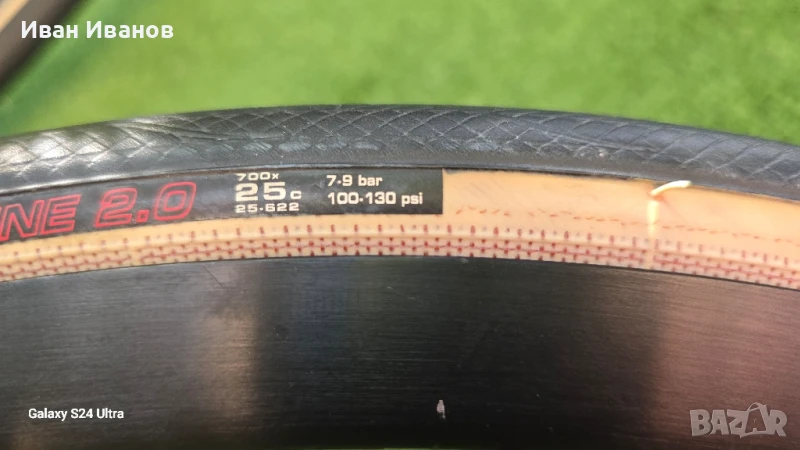 Иван Иванов
NE 2.0
700x
25c
25-622
7-9 bar
100-130 psi
Galaxy S24 Ultra
BAZAR